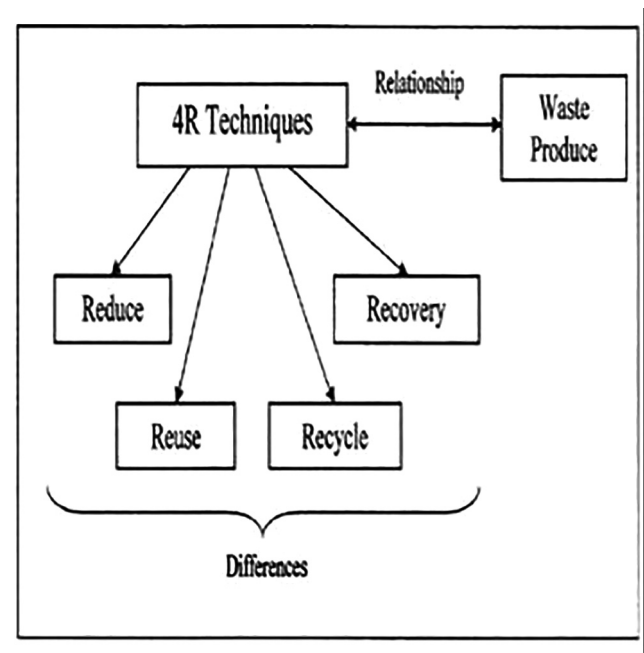 Relationship
4R Techniques
Waste
Produce
Reduce
Recovery
Reuse
Recycle
Differences